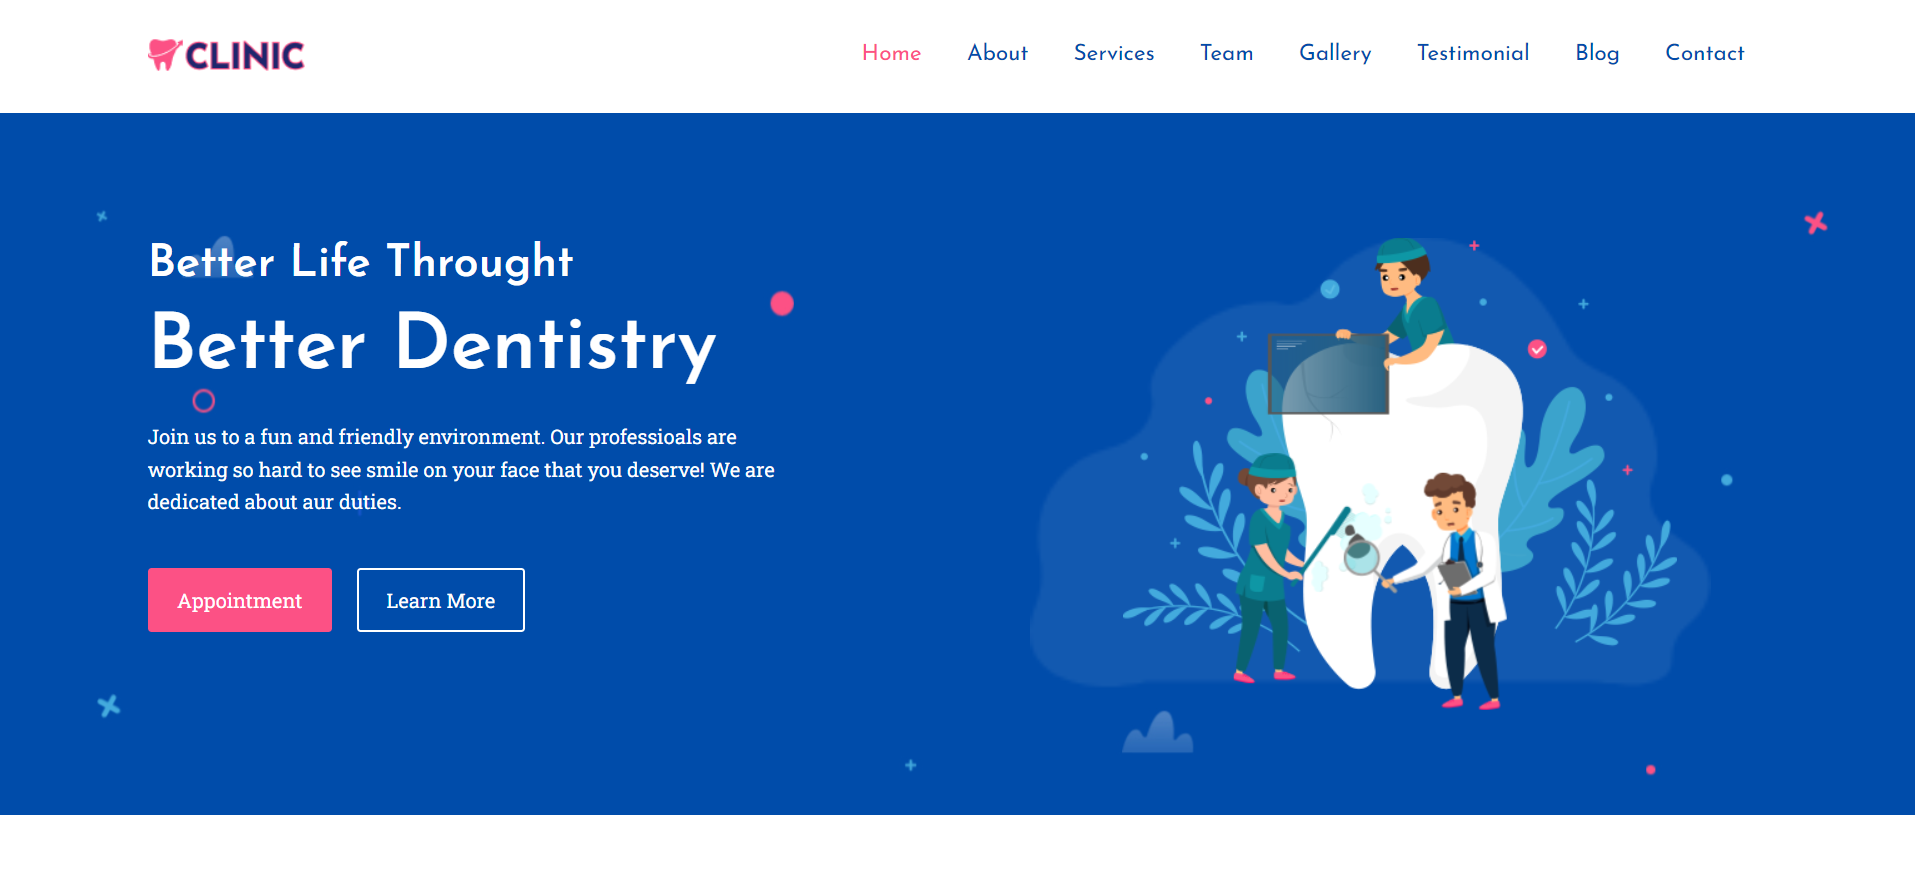 CLINIC
Home About Services Team Gallery Testimonial Blog Contact
Better Life Throught
Better Dentistry
Join us to a fun and friendly environment. Our professioals are
working so hard to see smile on your face that you deserve! We are
dedicated about aur duties.
Appointment Learn More